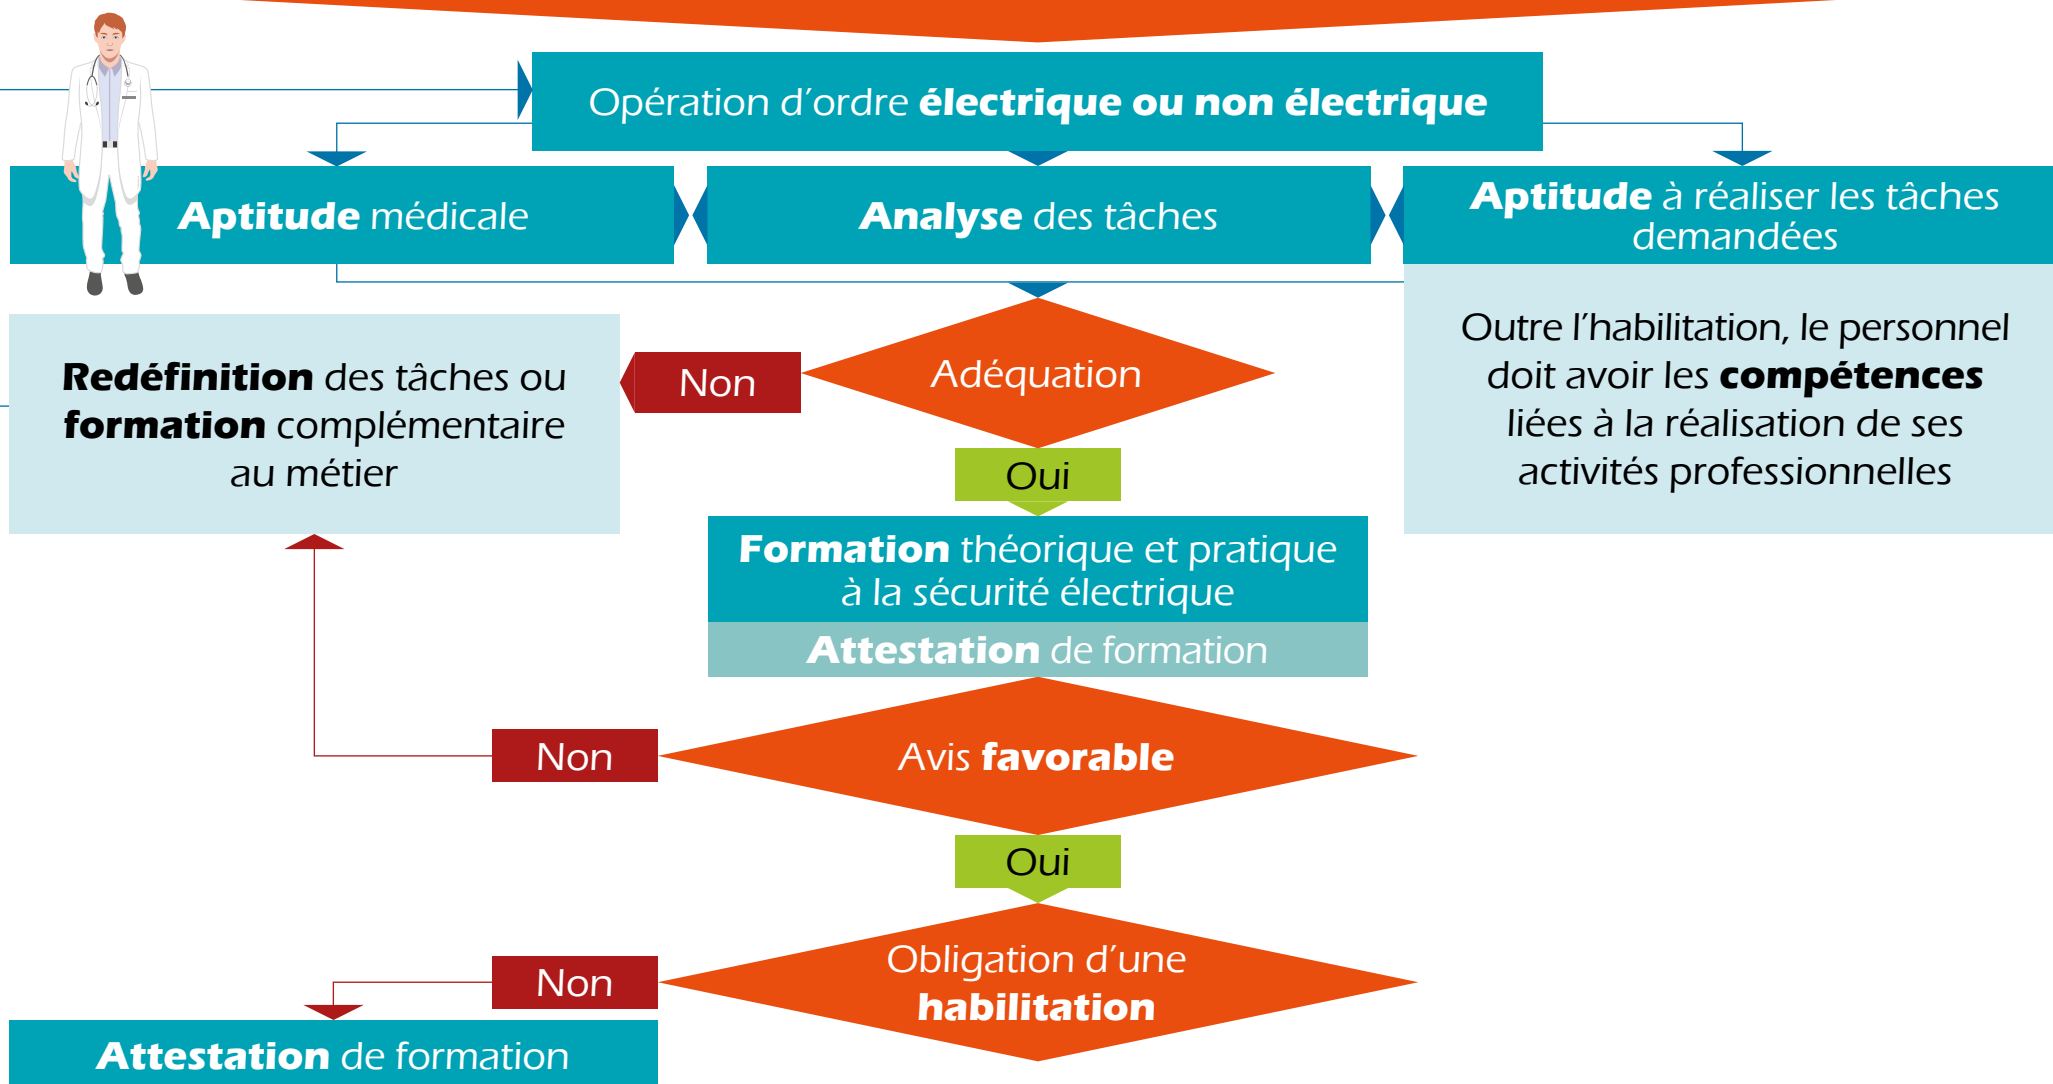 Opération d’ordre électrique ou non électrique
Aptitude médicale
Analyse des tâches
Aptitude à réaliser les tâches
demandées
Outre l’habilitation, le personnel
doit avoir les compétences
liées à la réalisation de ses
activités professionnelles
Adéquation
Non
Redéfinition des tâches ou
formation complémentaire
au métier
Oui
Formation théorique et pratique
à la sécurité électrique
Attestation de formation
Avis favorable
Non
Oui
Obligation d’une
habilitation
Non
Attestation de formation